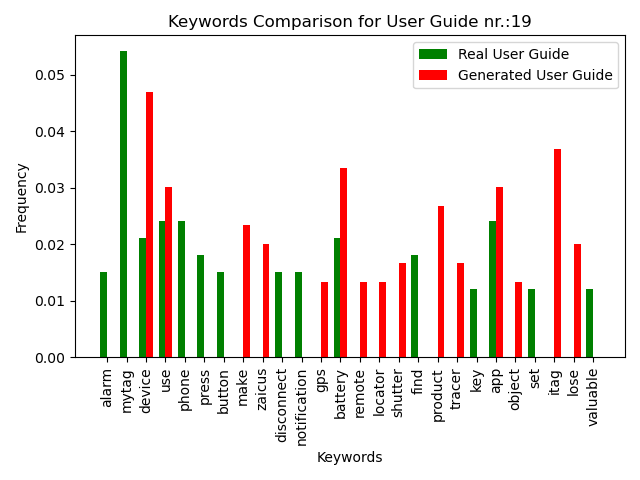 Keywords Comparison for User Guide nr.:19
Real User Guide
Generated User Guide
Frequency
0.05
0.04
0.03
0.02
0.01
0.00
alarm
mytag
device
use
phone
press
button
make
zaicus
disconnect
notification
gps
battery
remote
locator
shutter
find
product
tracer
key
app
object
set
itag
lose
valuable
Keywords